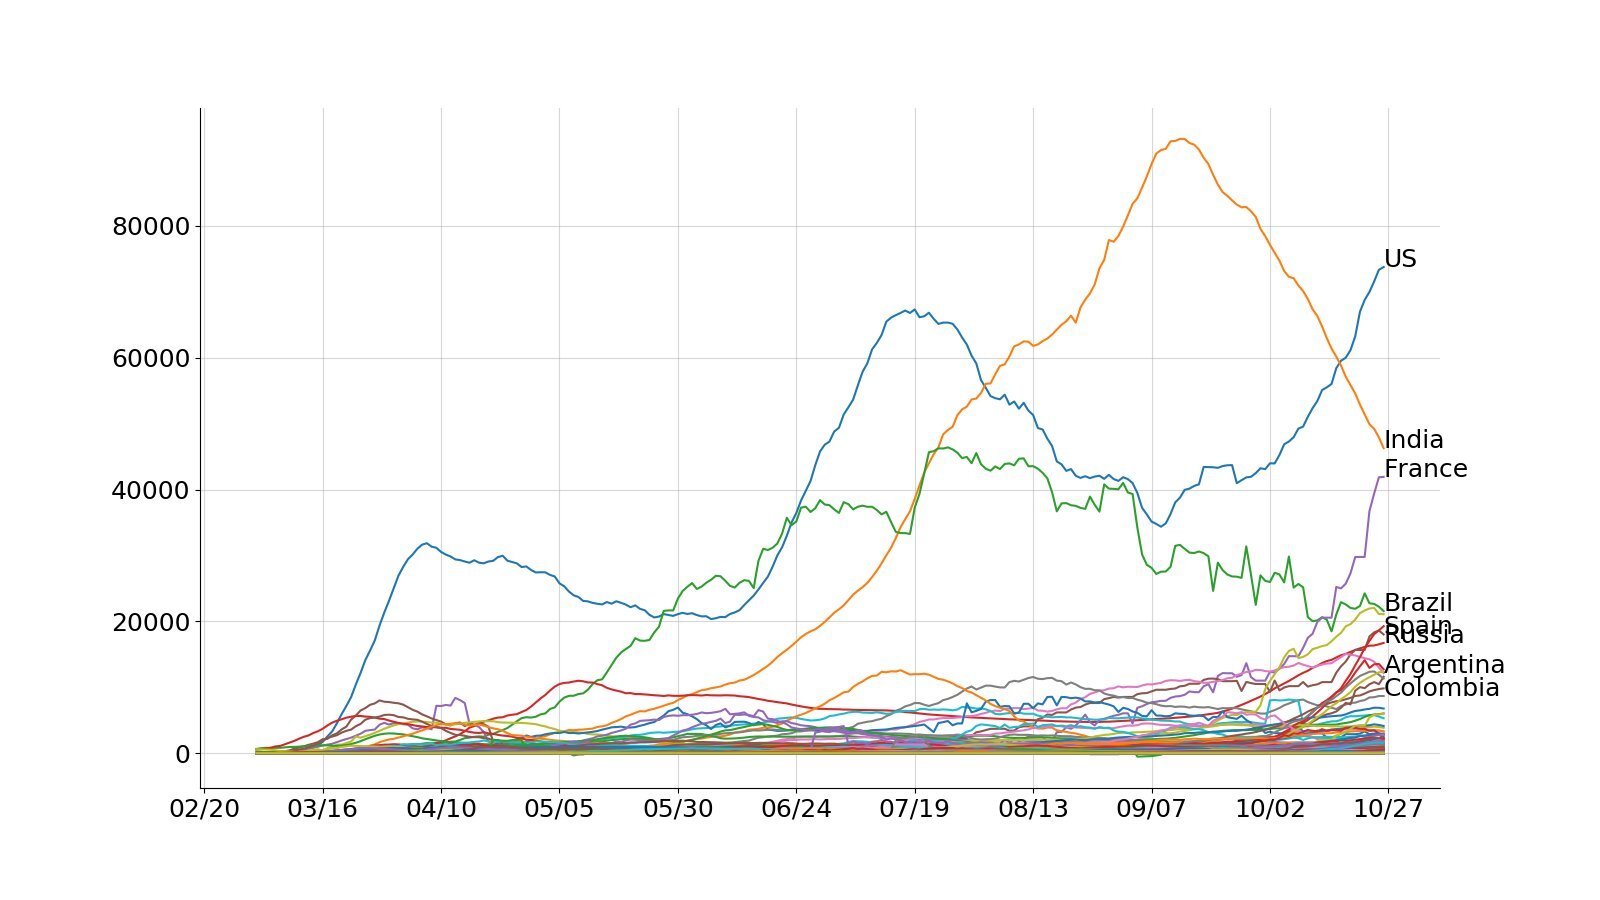 80000
60000
40000
20000
0
US
India
France
Brazil
Spain
Russia
Argentina
Colombia
02/20 03/16 04/10 05/05 05/30 06/24 07/19 08/13 09/07 10/02 10/27